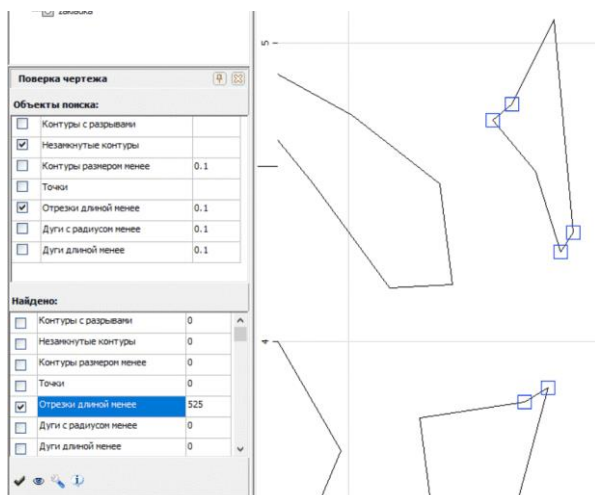 закладка
Поверка чертежа
Объекты поиска:
Контуры с разрывами
Незамкнутые контуры
Контуры размером менее 0.1
Точки
Отрезки длиной менее 0.1
Дуги с радиусом менее 0.1
Дуги длиной менее 0.1
Найдено:
Контуры с разрывами 0
Незамкнутые контуры 0
Контуры размером менее 0
Точки 0
Отрезки длиной менее 525
Дуги с радиусом менее 0
Дуги длиной менее 0
5
4